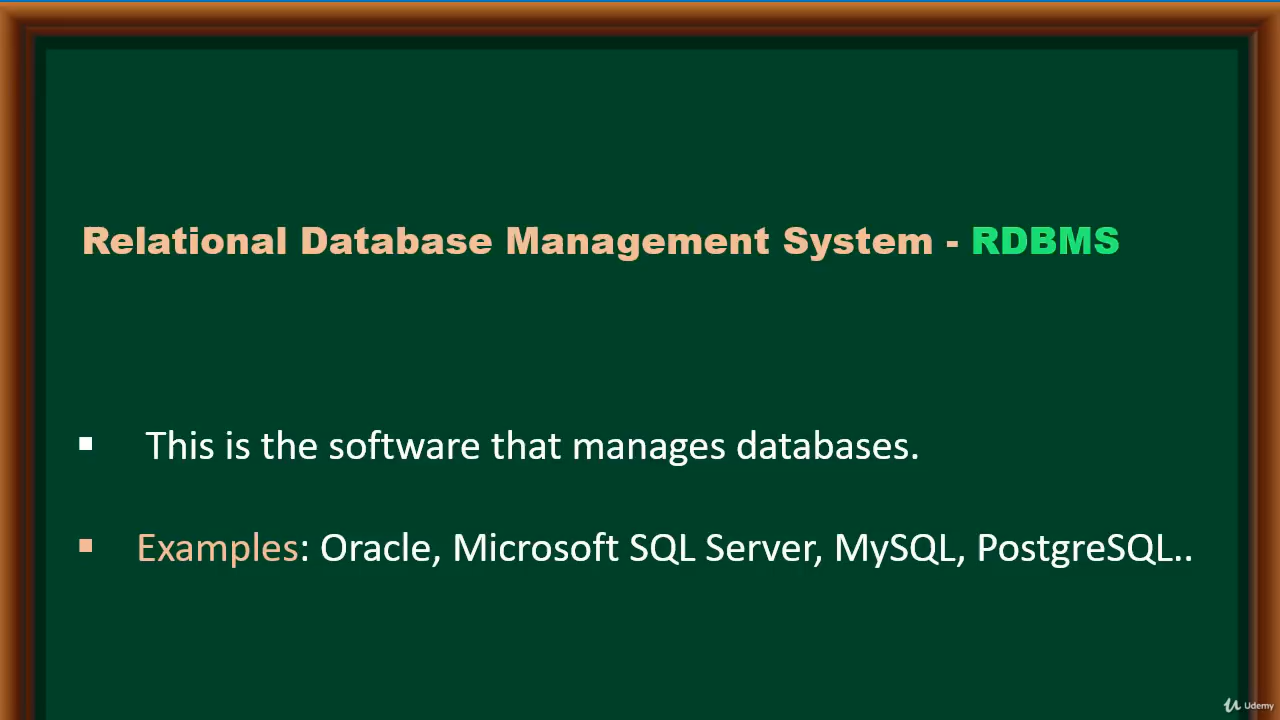 Relational Database Management System - RDBMS
▪ This is the software that manages databases.
▪ Examples: Oracle, Microsoft SQL Server, MySQL, PostgreSQL..
Udemy